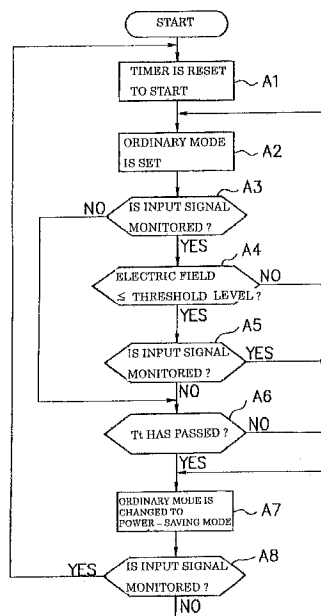 START
TIMER IS RESET
TO START
A1
ORDINARY MODE
IS SET
A2
A3
NO
IS INPUT SIGNAL
MONITORED ?
YES
A4
ELECTRIC FIELD
≤ THRESHOLD LEVEL ?
NO
YES
A5
IS INPUT SIGNAL
MONITORED ?
YES
NO
A6
Tt HAS PASSED ?
NO
YES
ORDINARY MODE IS
CHANGED TO
POWER-SAVING MODE
A7
A8
YES
IS INPUT SIGNAL
MONITORED ?
NO